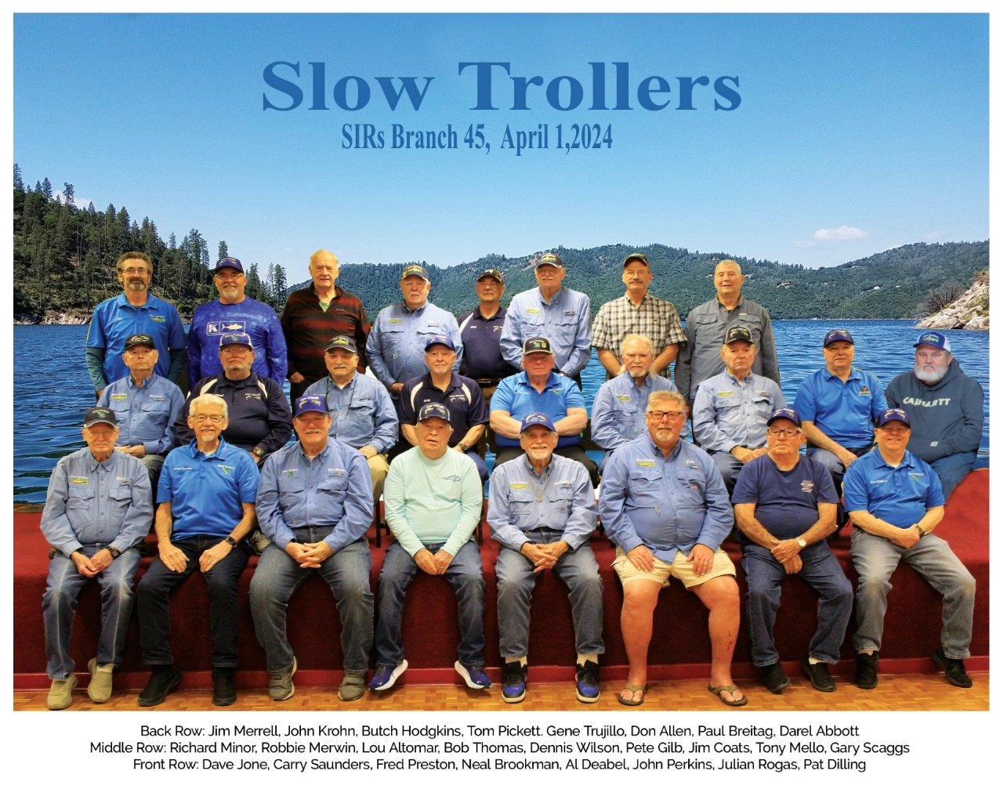 Slow Trollers
SIRs Branch 45, April 1,2024
K
CARHARTT
Back Row: Jim Merrell, John Krohn, Butch Hodgkins, Tom Pickett. Gene Trujillo, Don Allen, Paul Breitag, Darel Abbott
Middle Row: Richard Minor, Robbie Merwin, Lou Altomar, Bob Thomas, Dennis Wilson, Pete Gilb, Jim Coats, Tony Mello, Gary Scaggs
Front Row: Dave Jone, Carry Saunders, Fred Preston, Neal Brookman, Al Deabel, John Perkins, Julian Rogas, Pat Dilling